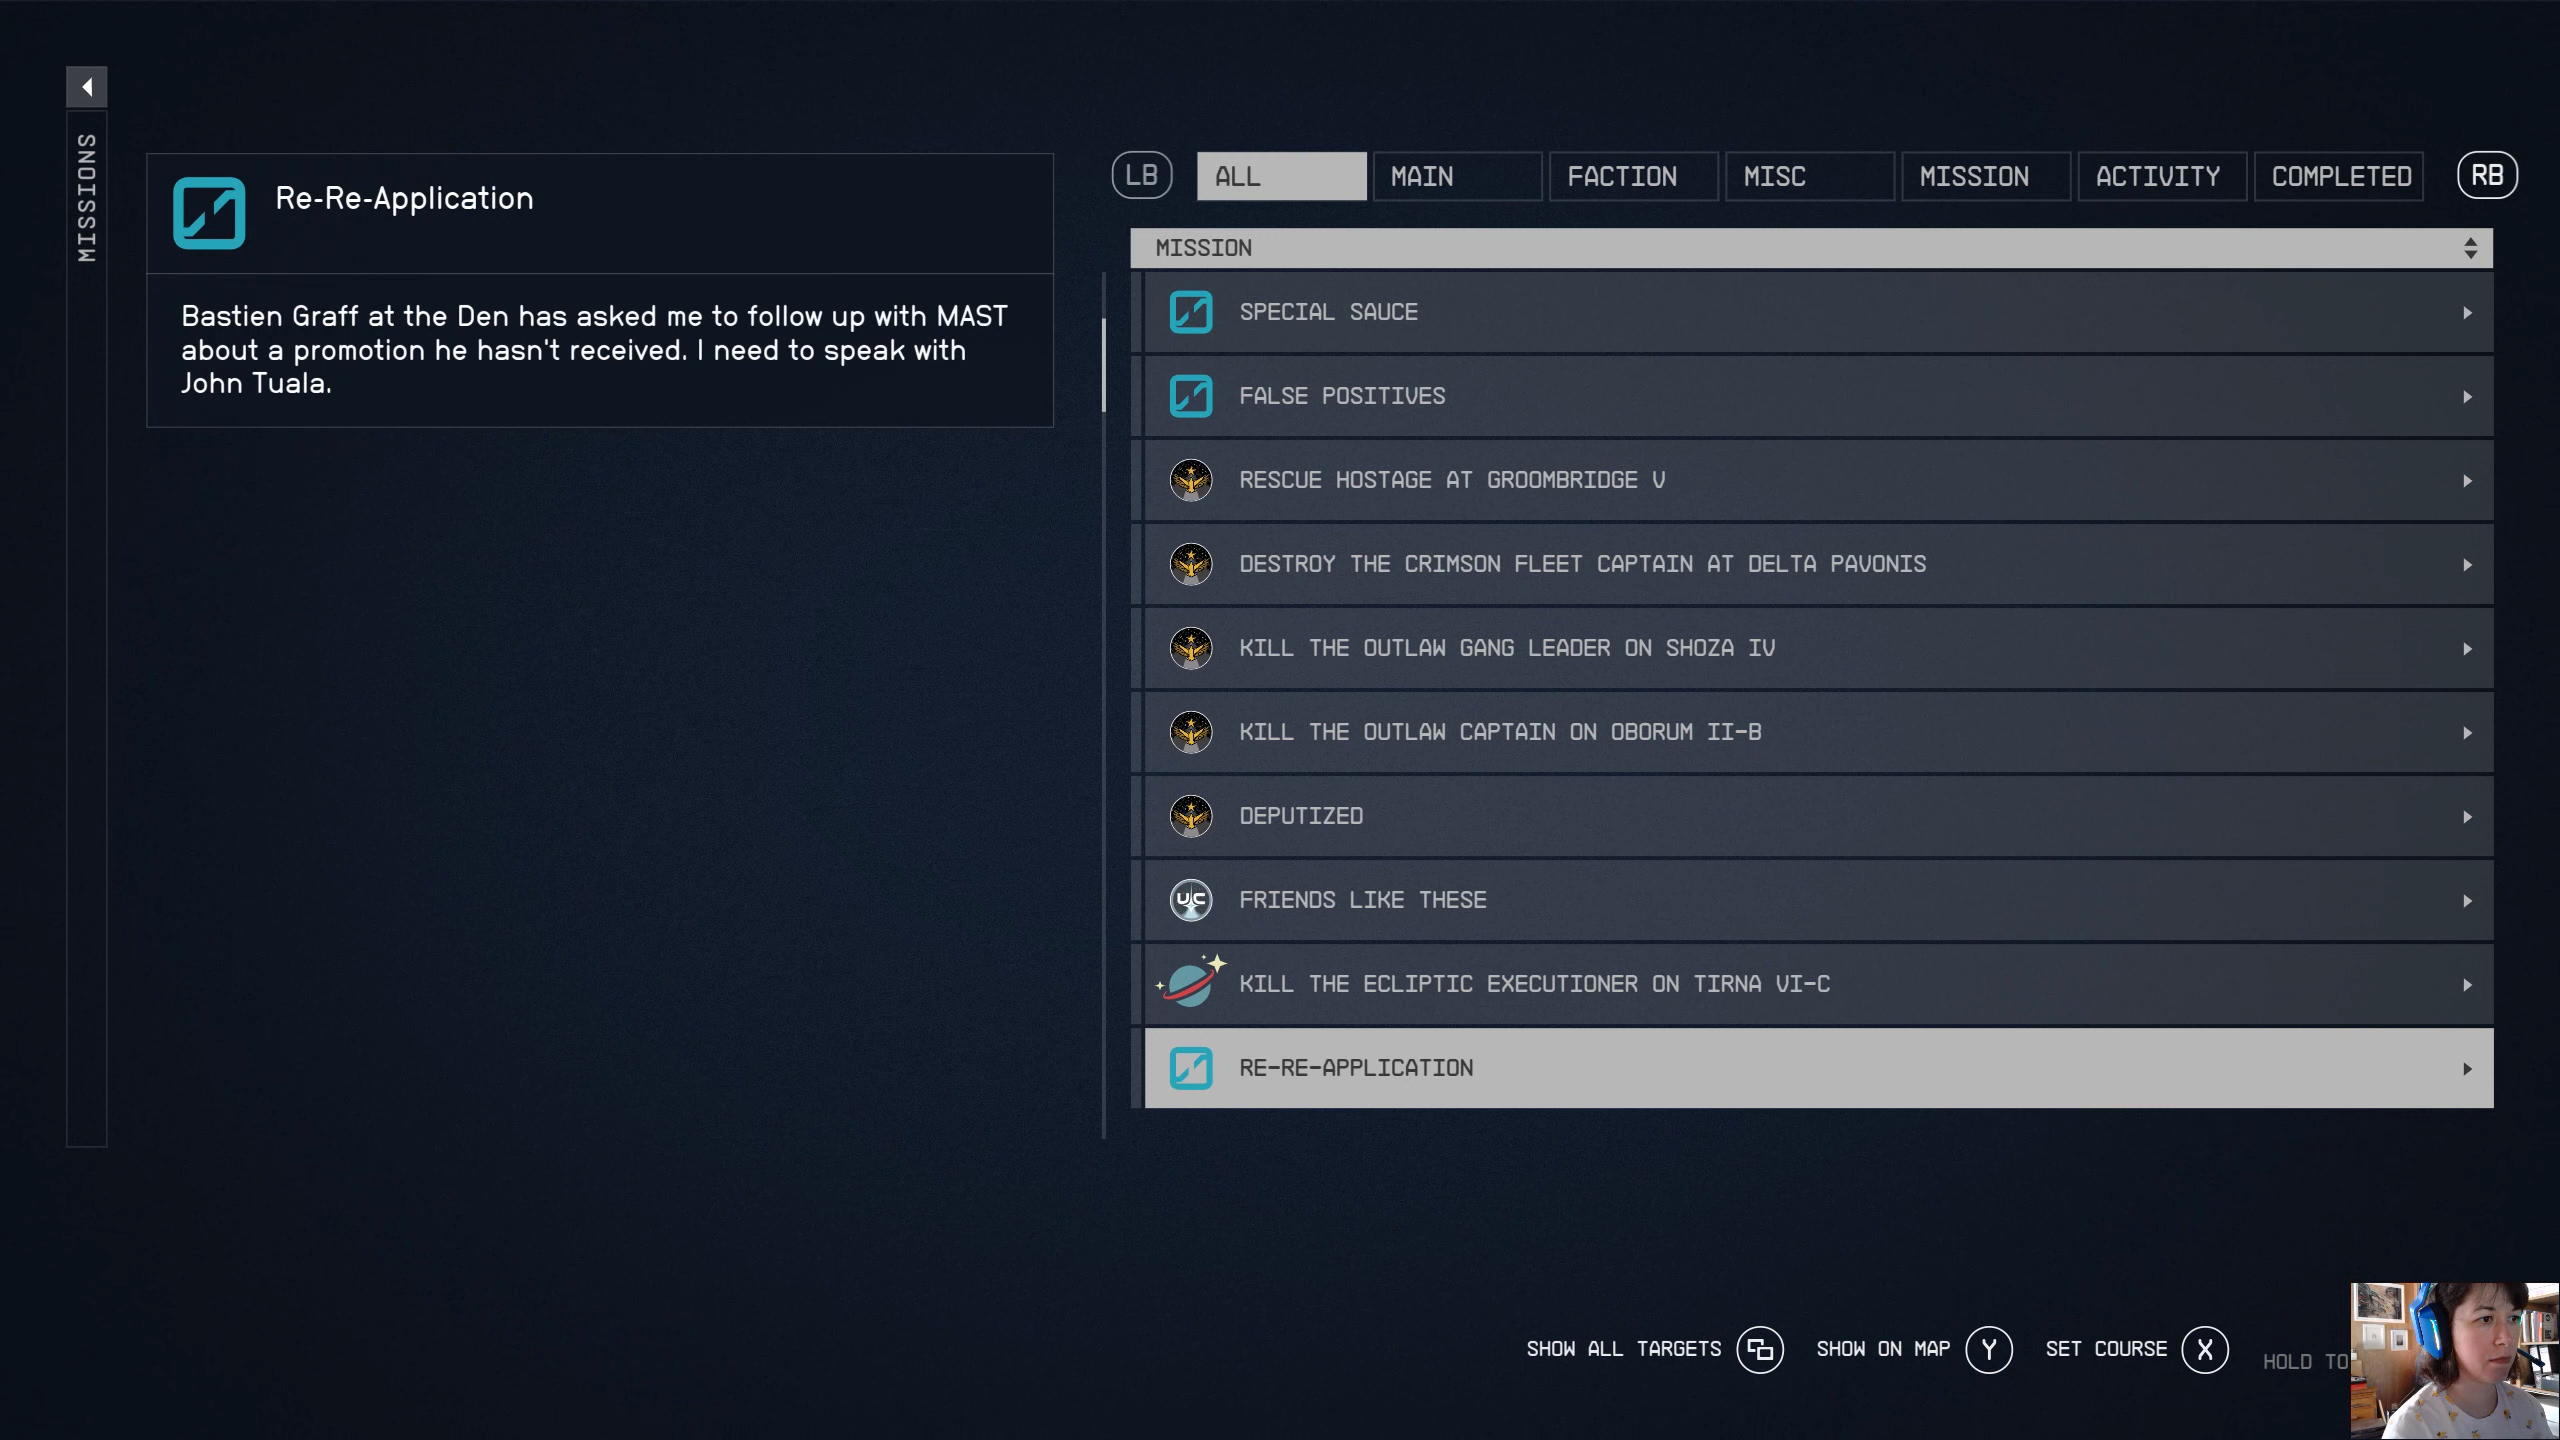 MISSIONS
Re-Re-Application
Bastien Graff at the Den has asked me to follow up with MAST
about a promotion he hasn't received. I need to speak with
John Tuala.
LB ALL MAIN FACTION MISC MISSION ACTIVITY COMPLETED RB
MISSION
SPECIAL SAUCE
FALSE POSITIVES
RESCUE HOSTAGE AT GROOMBRIDGE V
DESTROY THE CRIMSON FLEET CAPTAIN AT DELTA PAVONIS
KILL THE OUTLAW GANG LEADER ON SHOZA IV
KILL THE OUTLAW CAPTAIN ON OBORUM II-B
DEPUTIZED
UC FRIENDS LIKE THESE
KILL THE ECLIPTIC EXECUTIONER ON TIRNA VI-C
RE-RE-APPLICATION
SHOW ALL TARGETS SHOW ON MAP Y SET COURSE X HOLD TO